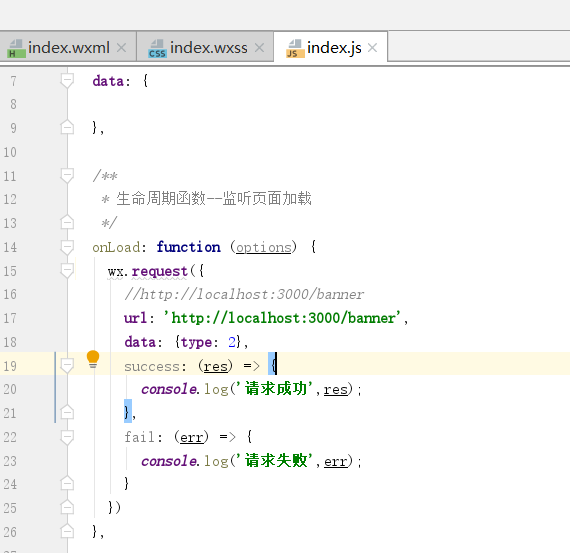 index.wxml index.wxss index.js
7 data: {
8
9 },
10
11 /**
12 * 生命周期函数--监听页面加载
13 */
14 onLoad: function (options) {
15 wx.request({
16 //http://localhost:3000/banner
17 url: 'http://localhost:3000/banner',
18 data: {type: 2},
19 success: (res) => {
20 console.log('请求成功',res);
21 },
22 fail: (err) => {
23 console.log('请求失败',err);
24 }
25 })
26 },